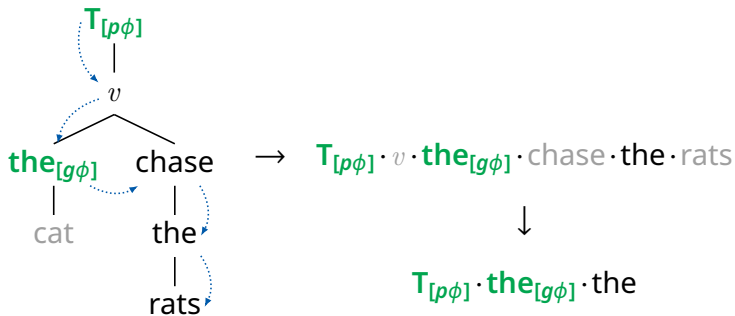 T[pϕ]
v
the[gϕ] chase → T[pϕ] · v · the[gϕ] · chase · the · rats
cat the ↓
rats T[pϕ] · the[gϕ] · the